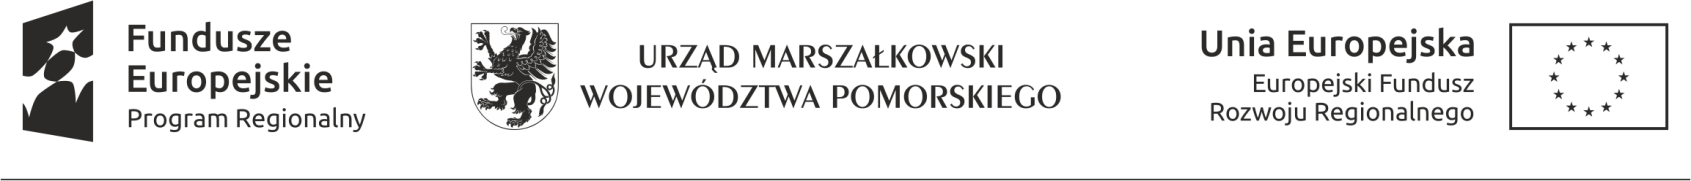 Fundusze
Europejskie
Program Regionalny
URZĄD MARSZAŁKOWSKI
WOJEWÓDZTWA POMORSKIEGO
Unia Europejska
Europejski Fundusz
Rozwoju Regionalnego